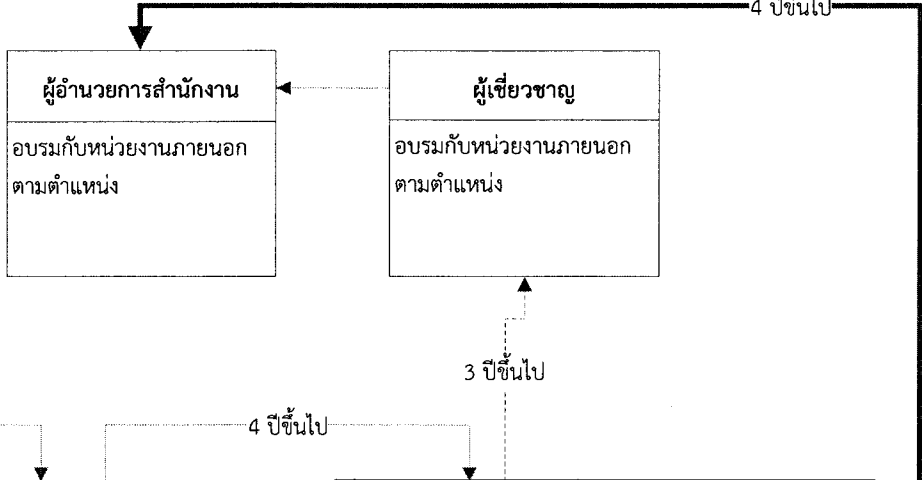 4 ปีขึ้นไป
ผู้อำนวยการสำนักงาน
อบรมกับหน่วยงานภายนอก
ตามตำแหน่ง
ผู้เชี่ยวชาญ
อบรมกับหน่วยงานภายนอก
ตามตำแหน่ง
3 ปีขึ้นไป
4 ปีขึ้นไป